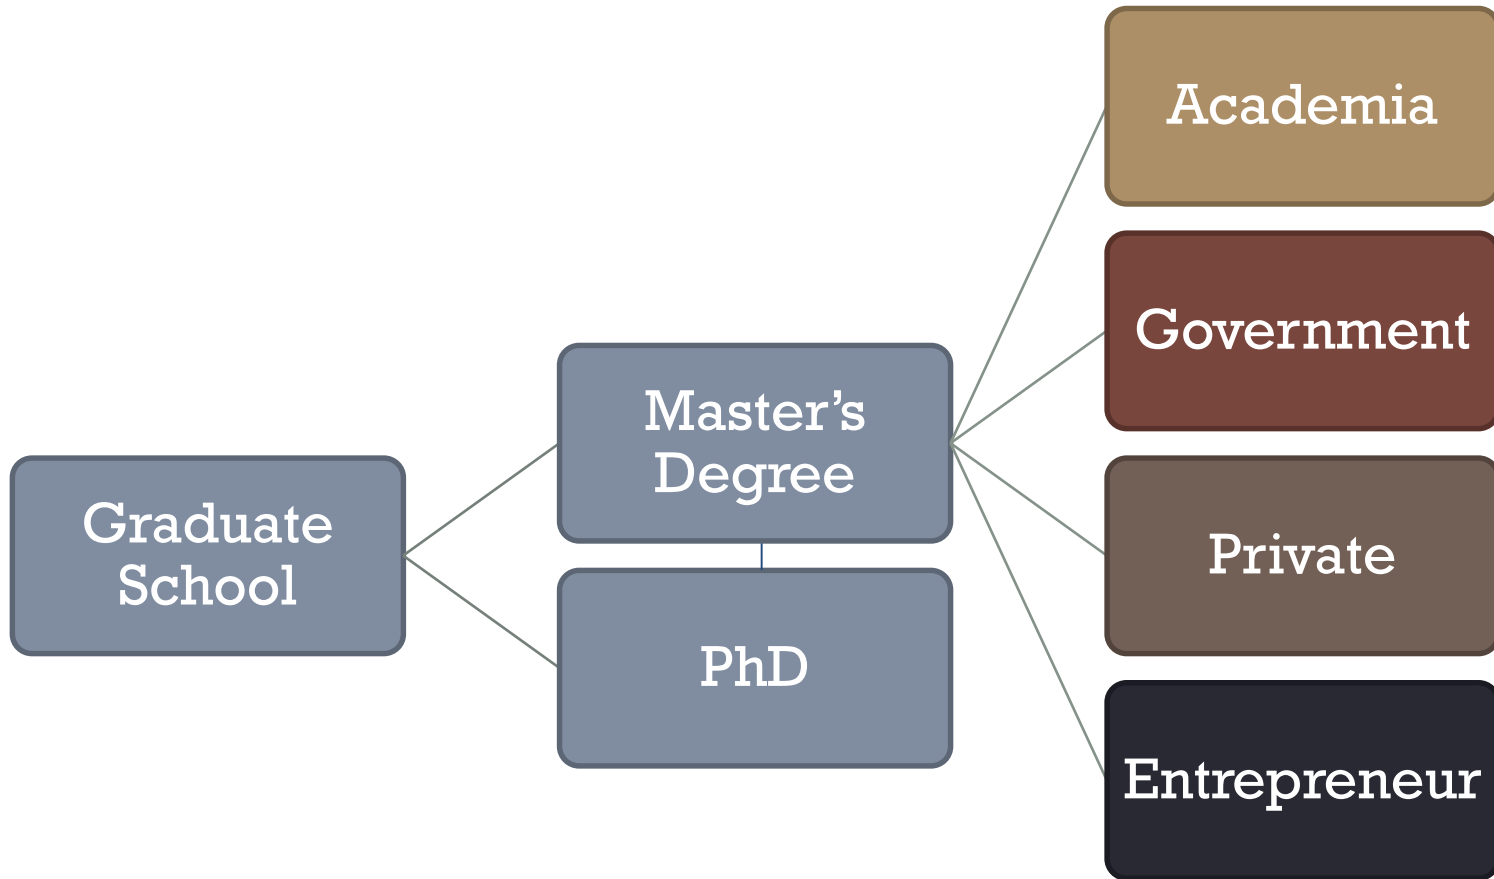 Graduate
School
Master’s
Degree
PhD
Academia
Government
Private
Entrepreneur